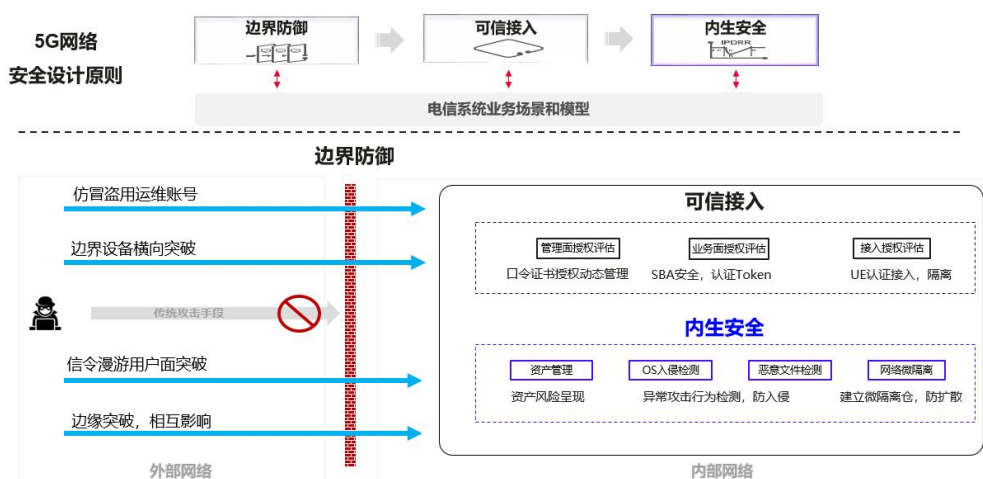 5G网络
安全设计原则
边界防御
可信接入
内生安全
IPDRR
电信系统业务场景和模型
边界防御
仿冒盗用运维账号
边界设备横向突破
传统攻击手段
信令漫游用户面突破
边缘突破，相互影响
外部网络
可信接入
管理面授权评估
业务面授权评估
接入授权评估
口令证书授权动态管理
SBA安全，认证Token
UE认证接入，隔离
内生安全
资产管理
OS入侵检测
恶意文件检测
网络微隔离
资产风险呈现
异常攻击行为检测，防入侵
建立微隔离仓，防扩散
内部网络